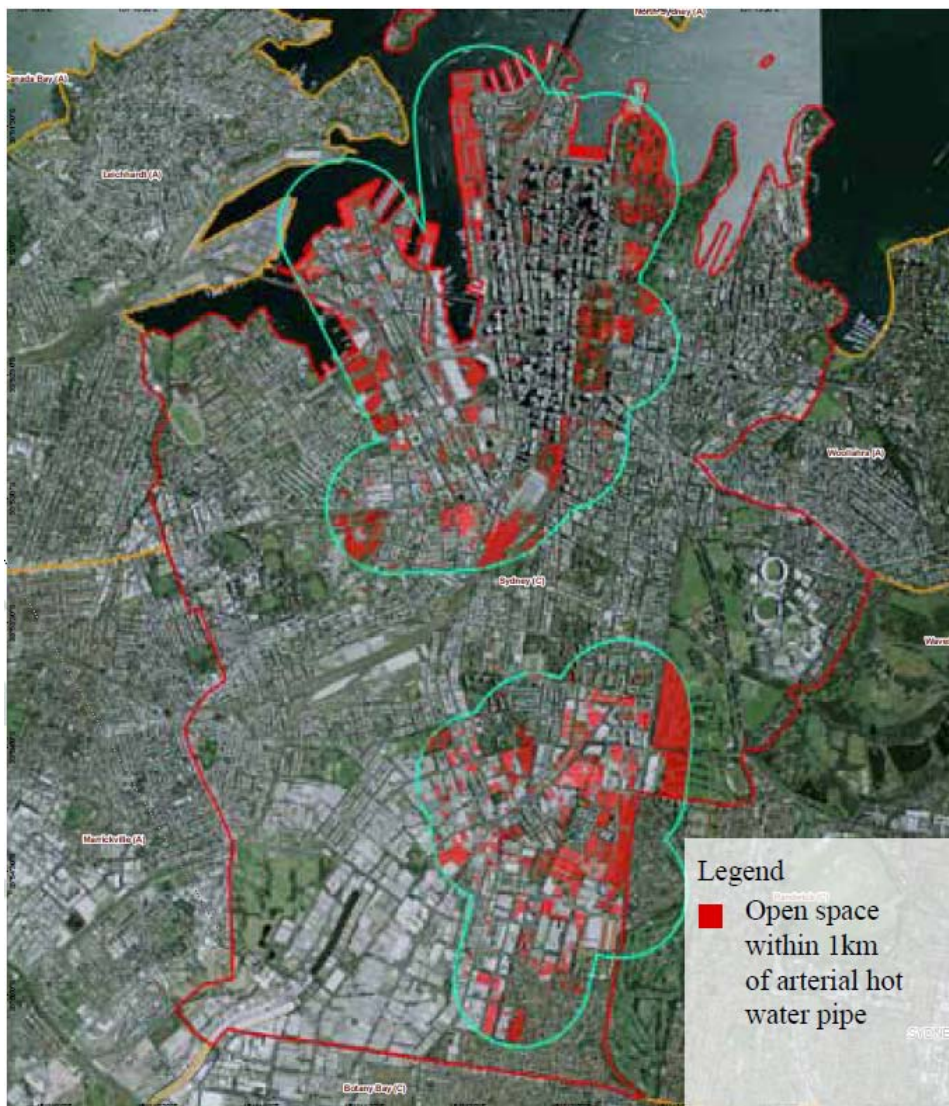 North Sydney (A)
Canada Bay (A)
Leichhardt (A)
Woollahra (A)
Sydney (C)
Marrickville (A)
Botany Bay (C)
Legend
Open space
within 1km
of arterial hot
water pipe